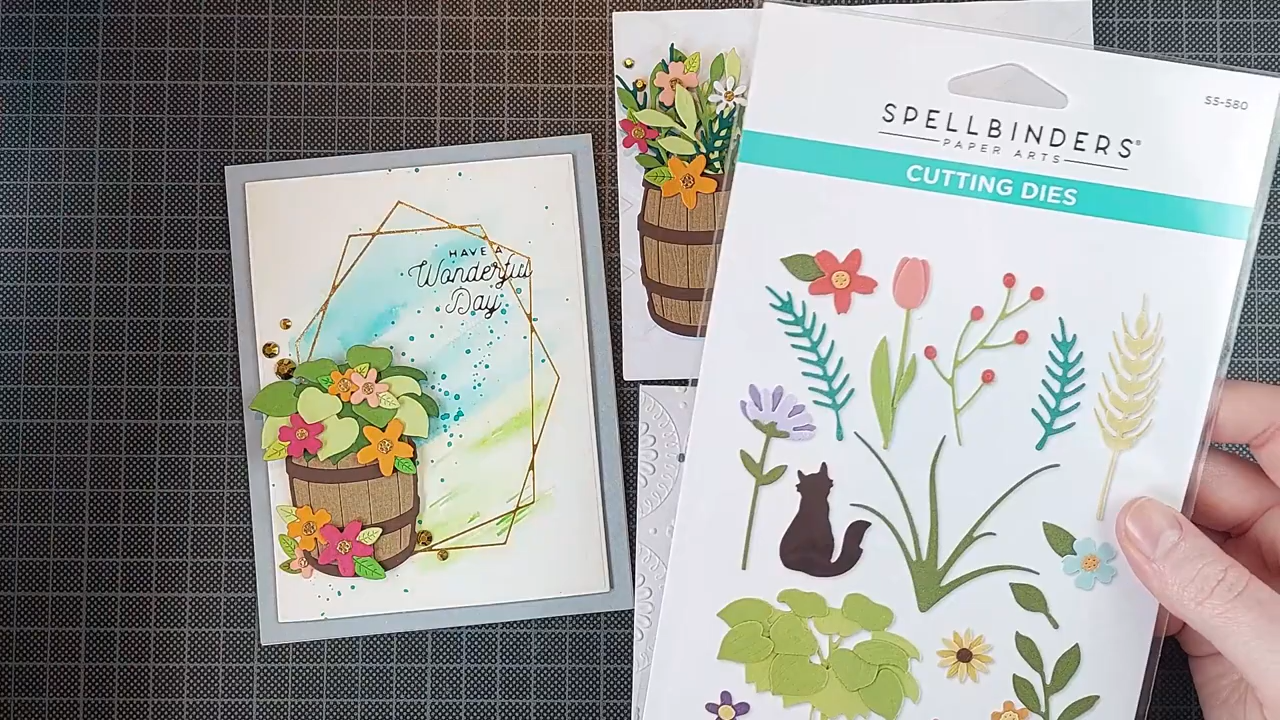 HAVE A
Wonderful
Day
S5-580
SPELLBINDERS®
PAPER ARTS
CUTTING DIES